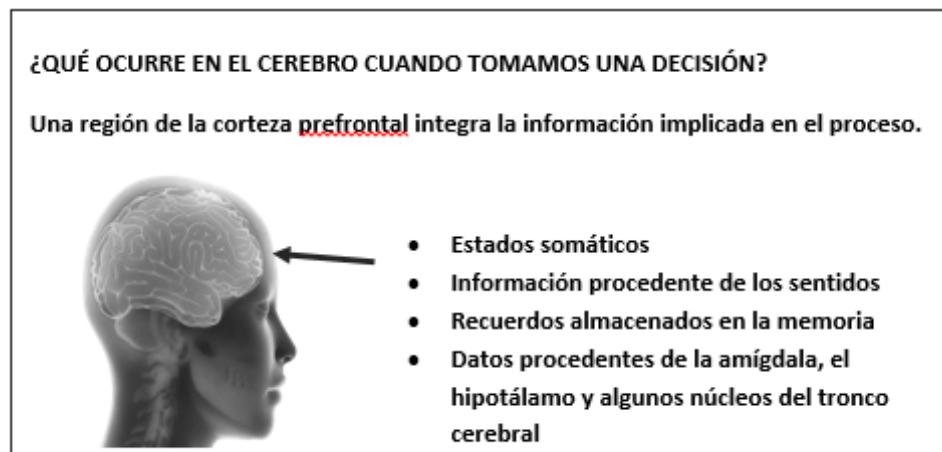 ¿QUÉ OCURRE EN EL CEREBRO CUANDO TOMAMOS UNA DECISIÓN?
Una región de la corteza prefrontal integra la información implicada en el proceso.
• Estados somáticos
• Información procedente de los sentidos
• Recuerdos almacenados en la memoria
• Datos procedentes de la amígdala, el
hipotálamo y algunos núcleos del tronco
cerebral